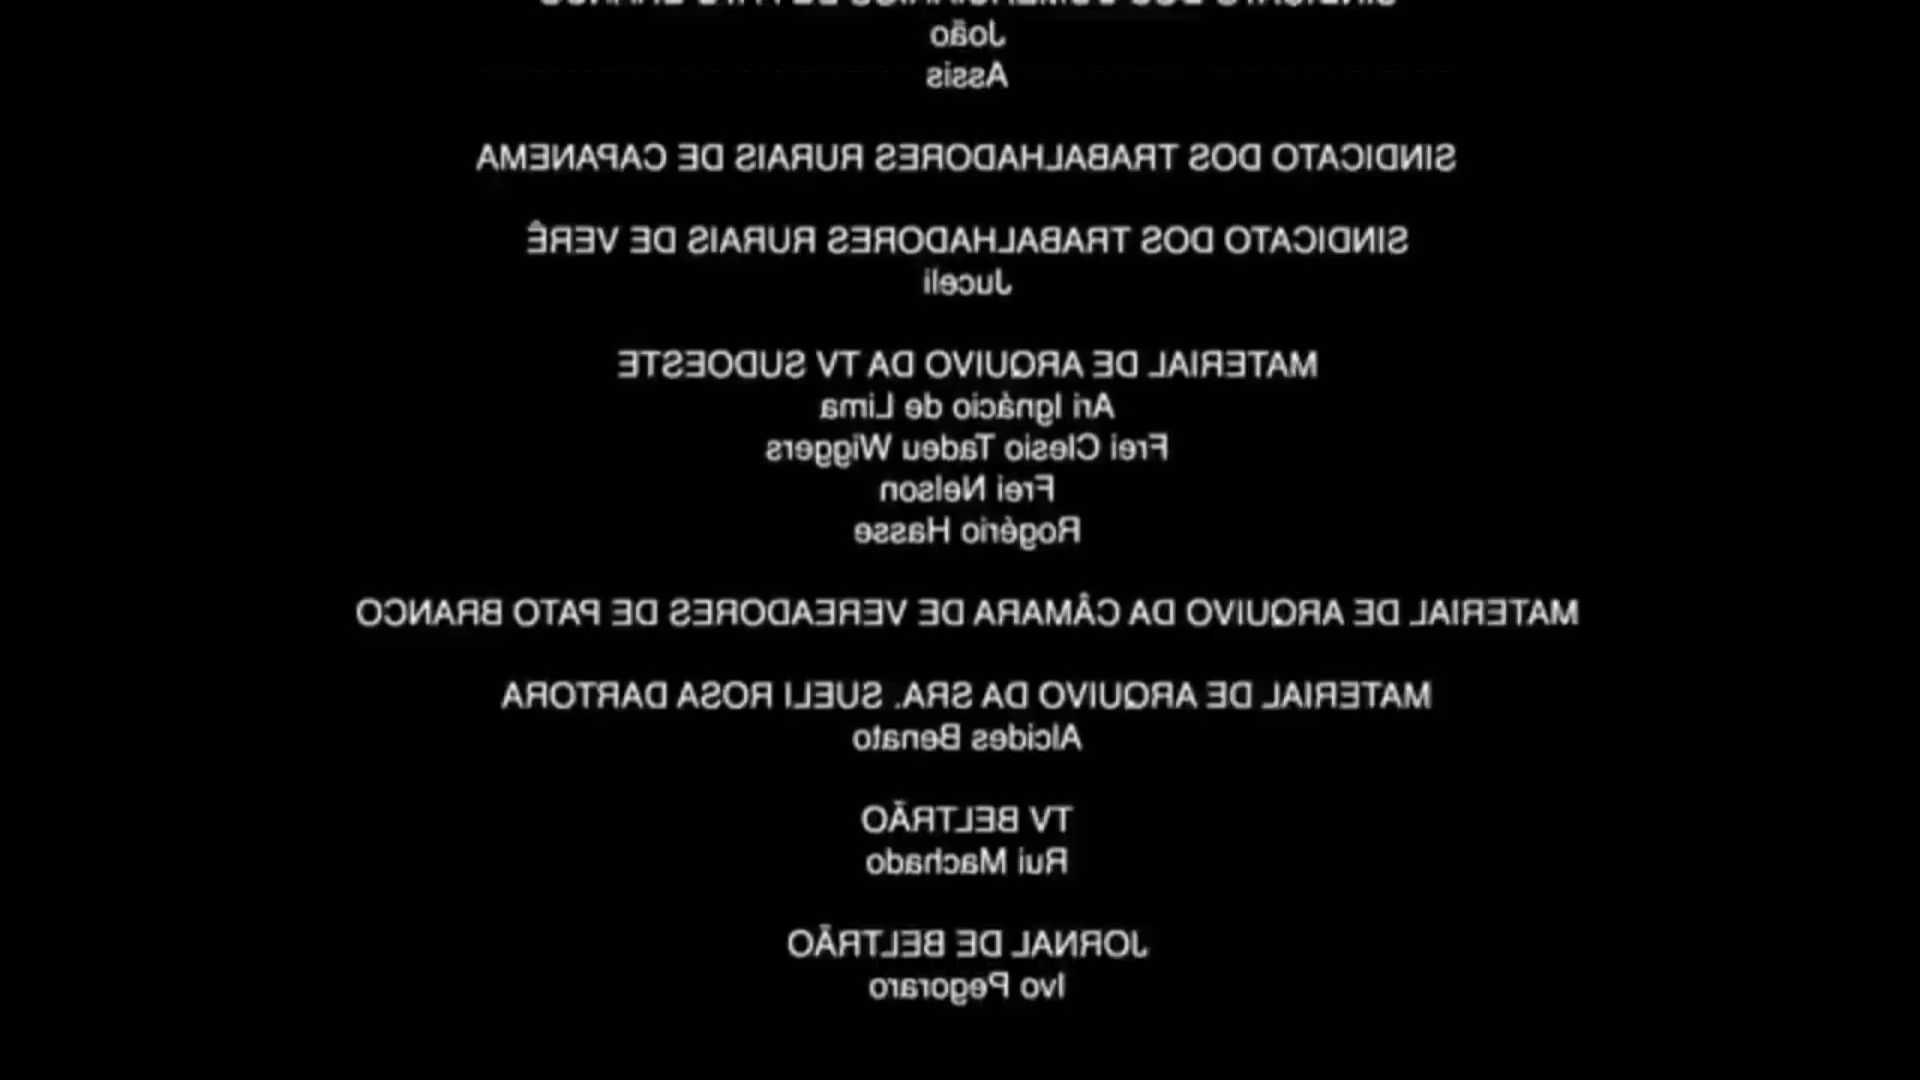 João
Assis
SINDICATO DOS TRABALHADORES RURAIS DE CAPANEMA
SINDICATO DOS TRABALHADORES RURAIS DE VERÊ
Juceli
MATERIAL DE ARQUIVO DA TV SUDOESTE
Ari Ignácio de Lima
Frei Clesio Tadeu Wiggers
Frei Nelson
Rogério Hasse
MATERIAL DE ARQUIVO DA CÂMARA DE VEREADORES DE PATO BRANCO
MATERIAL DE ARQUIVO DA SRA. SUELI ROSA DARTORA
Alcides Benato
TV BELTRÃO
Rui Machado
JORNAL DE BELTRÃO
Ivo Pegoraro